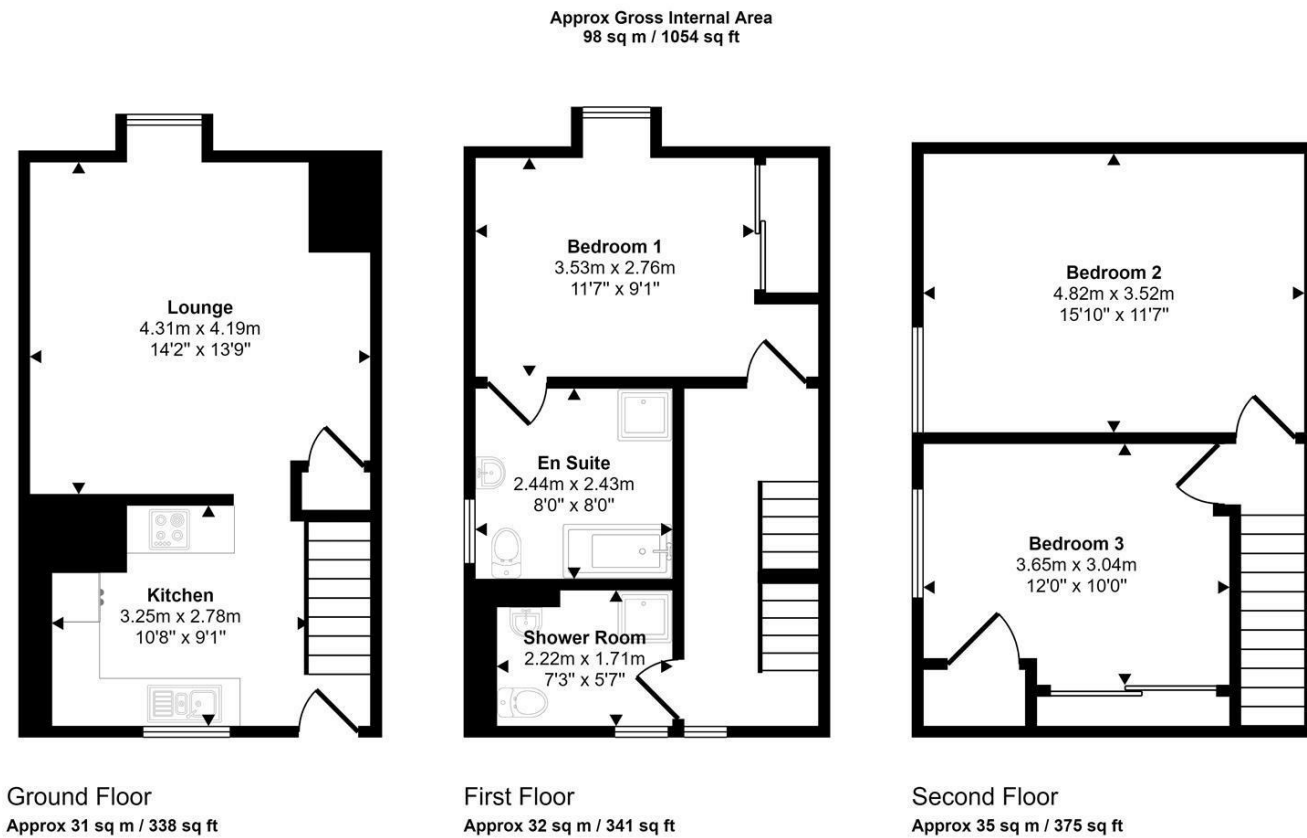 Approx Gross Internal Area
98 sq m / 1054 sq ft
Lounge
4.31m x 4.19m
14'2" x 13'9"
Kitchen
3.25m x 2.78m
10'8" x 9'1"
Ground Floor
Approx 31 sq m / 338 sq ft
Bedroom 1
3.53m x 2.76m
11'7" x 9'1"
En Suite
2.44m x 2.43m
8'0" x 8'0"
Shower Room
2.22m x 1.71m
7'3" x 5'7"
First Floor
Approx 32 sq m / 341 sq ft
Bedroom 2
4.82m x 3.52m
15'10" x 11'7"
Bedroom 3
3.65m x 3.04m
12'0" x 10'0"
Second Floor
Approx 35 sq m / 375 sq ft